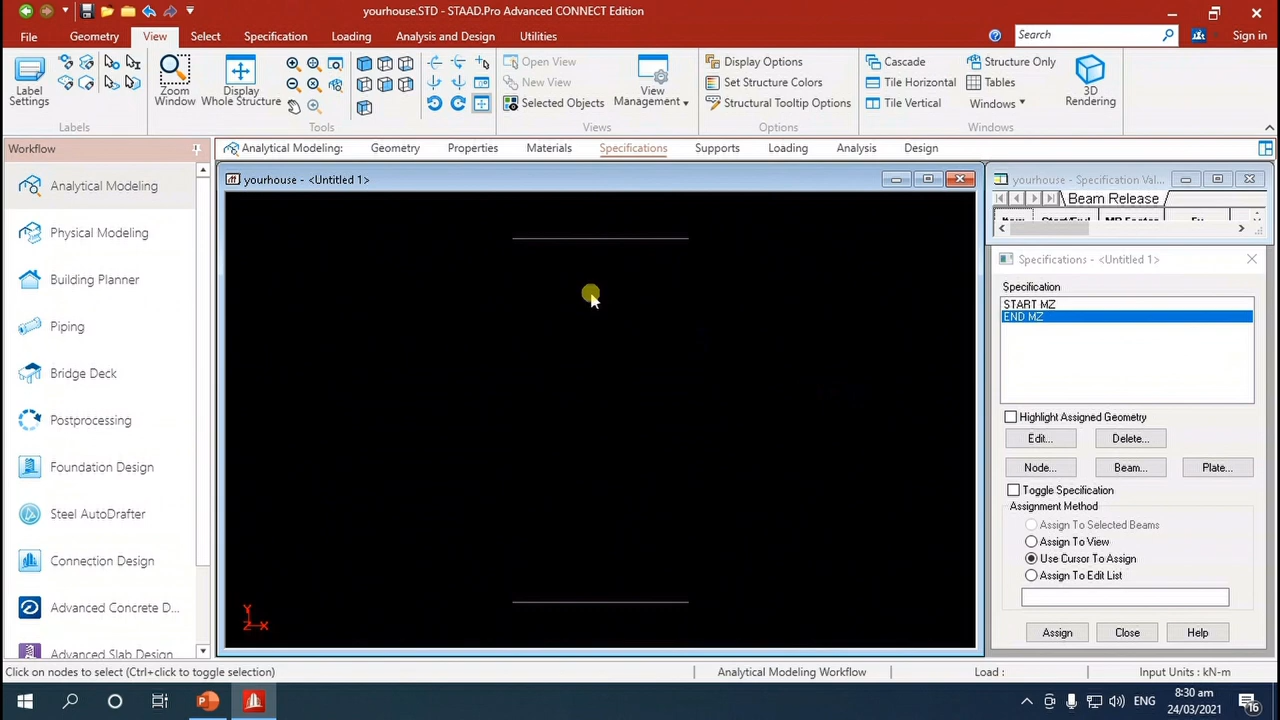 yourhouse.STD - STAAD.Pro Advanced CONNECT Edition
File Geometry View Select Specification Loading Analysis and Design Utilities
Search
Sign in
Label Settings
Labels
Zoom Window
Display Whole Structure
Tools
Open View
New View
Selected Objects
View Management
Views
Display Options
Set Structure Colors
Structural Tooltip Options
Options
Cascade
Tile Horizontal
Tile Vertical
Structure Only
Tables
Windows
Windows
3D Rendering
Workflow
Analytical Modeling: Geometry Properties Materials Specifications Supports Loading Analysis Design
Analytical Modeling
Physical Modeling
Building Planner
Piping
Bridge Deck
Postprocessing
Foundation Design
Steel AutoDrafter
Connection Design
Advanced Concrete D...
Advanced Slab Design
yourhouse - <Untitled 1>
Y
Z X
yourhouse - Specification Val...
Beam Release
Specifications - <Untitled 1>
Specification
START MZ
END MZ
Highlight Assigned Geometry
Edit... Delete...
Node... Beam... Plate...
Toggle Specification
Assignment Method
Assign To Selected Beams
Assign To View
Use Cursor To Assign
Assign To Edit List
Assign Close Help
Click on nodes to select (Ctrl+click to toggle selection)
Analytical Modeling Workflow
Load :
Input Units : kN-m
P
ENG
8:30 am
24/03/2021
16